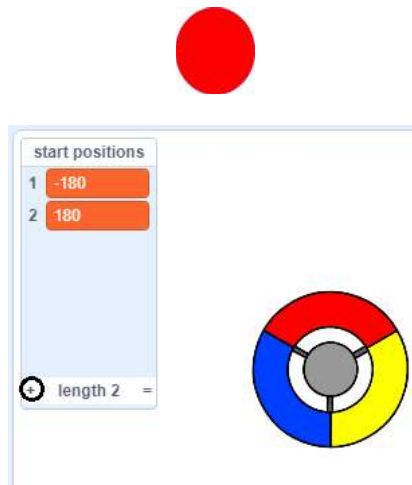 start positions
1 -180
2 180
+ length 2 =